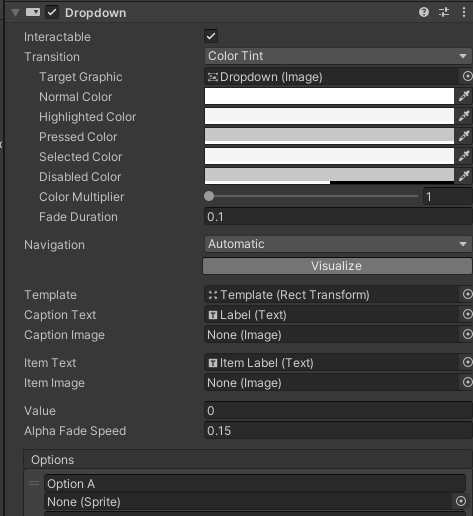 Dropdown
Interactable
Transition Color Tint
Target Graphic Dropdown (Image)
Normal Color
Highlighted Color
Pressed Color
Selected Color
Disabled Color
Color Multiplier 1
Fade Duration 0.1
Navigation Automatic
Visualize
Template Template (Rect Transform)
Caption Text Label (Text)
Caption Image None (Image)
Item Text Item Label (Text)
Item Image None (Image)
Value 0
Alpha Fade Speed 0.15
Options
Option A
None (Sprite)